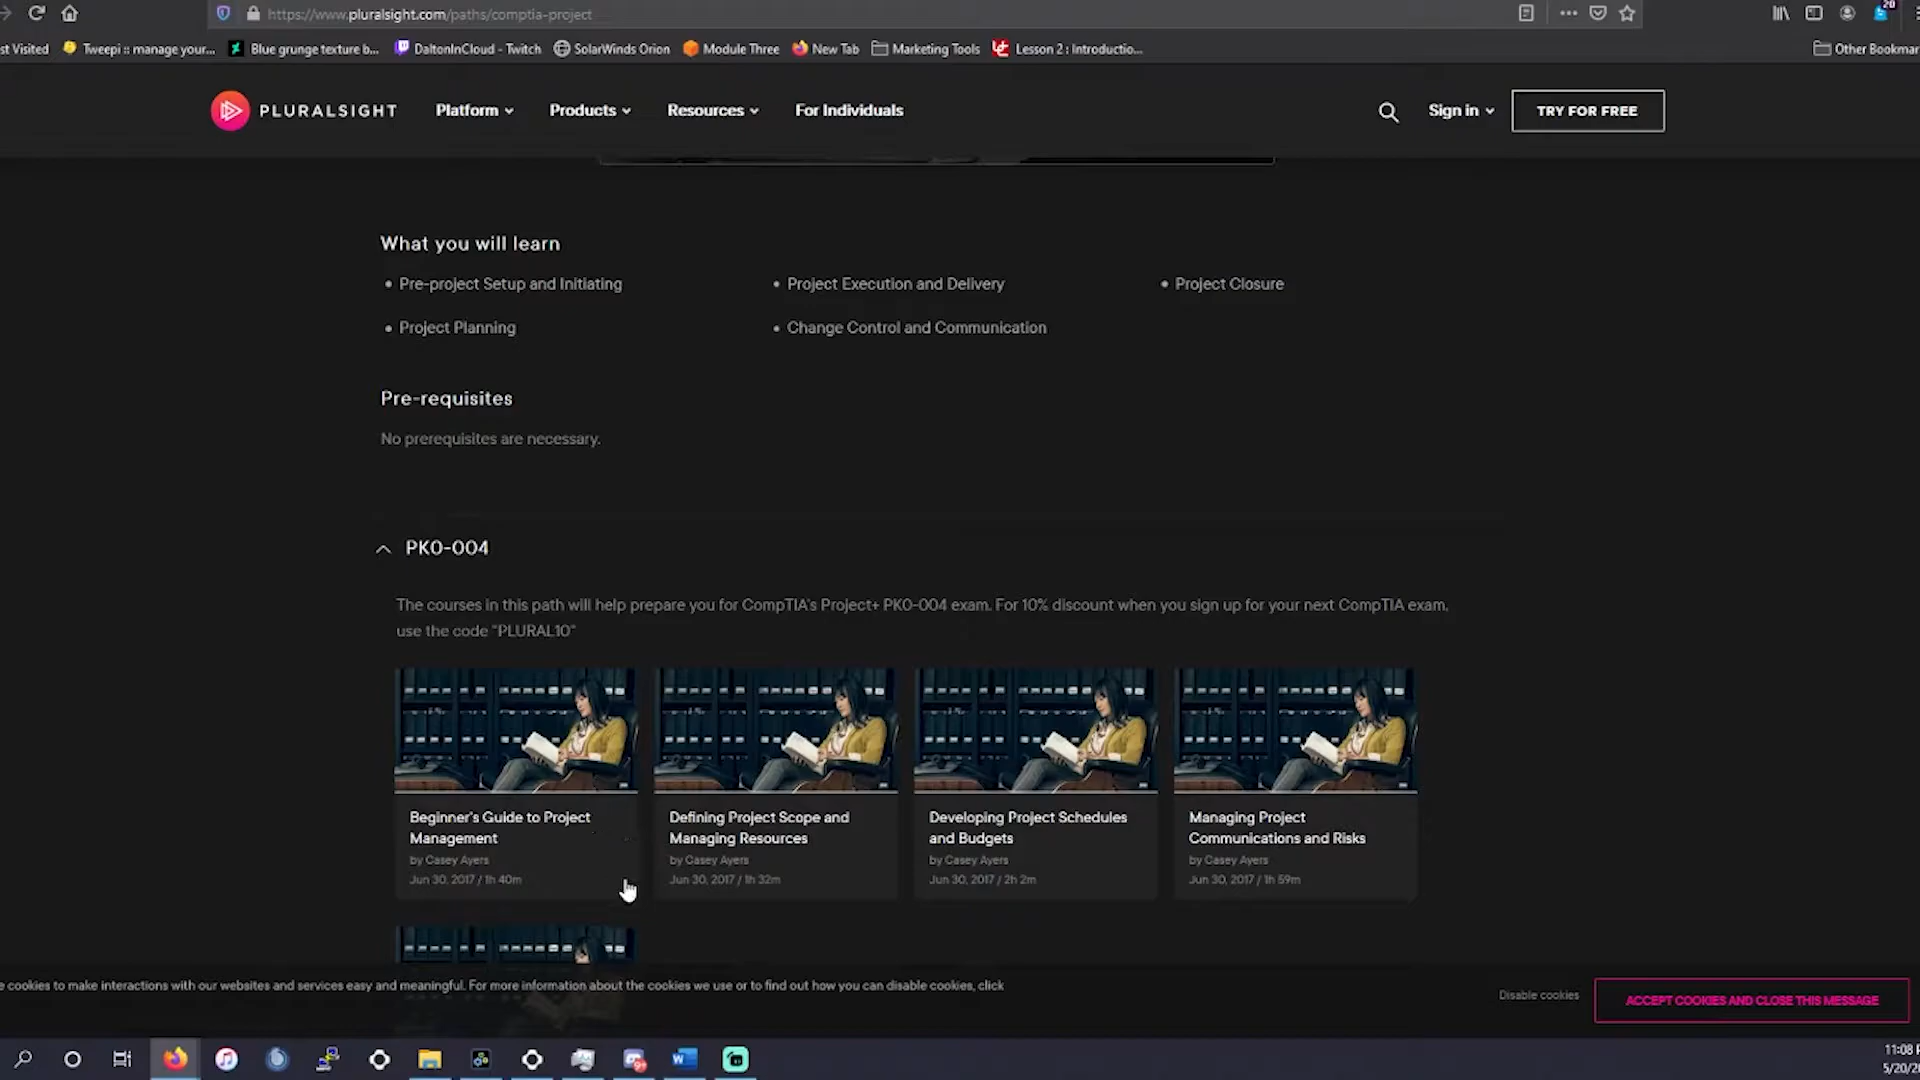 https://www.pluralsight.com/paths/comptia-project
20
st Visited
Tweepi :: manage your...
Blue grunge texture b...
DaltonInCloud - Twitch
SolarWinds Orion
Module Three
New Tab
Marketing Tools
Lesson 2 : Introductio...
Other Bookmar
PLURALSIGHT
Platform
Products
Resources
For Individuals
Sign in
TRY FOR FREE
What you will learn
• Pre-project Setup and Initiating
• Project Execution and Delivery
• Project Closure
• Project Planning
• Change Control and Communication
Pre-requisites
No prerequisites are necessary.
PK0-004
The courses in this path will help prepare you for CompTIA's Project+ PK0-004 exam. For 10% discount when you sign up for your next CompTIA exam,
use the code "PLURAL10"
Beginner's Guide to Project
Management
by Casey Ayers
Jun 30, 2017 / 1h 40m
Defining Project Scope and
Managing Resources
by Casey Ayers
Jun 30, 2017 / 1h 32m
Developing Project Schedules
and Budgets
by Casey Ayers
Jun 30, 2017 / 2h 2m
Managing Project
Communications and Risks
by Casey Ayers
Jun 30, 2017 / 1h 59m
e cookies to make interactions with our websites and services easy and meaningful. For more information about the cookies we use or to find out how you can disable cookies, click
Disable cookies
ACCEPT COOKIES AND CLOSE THIS MESSAGE
11:08 P
5/20/2